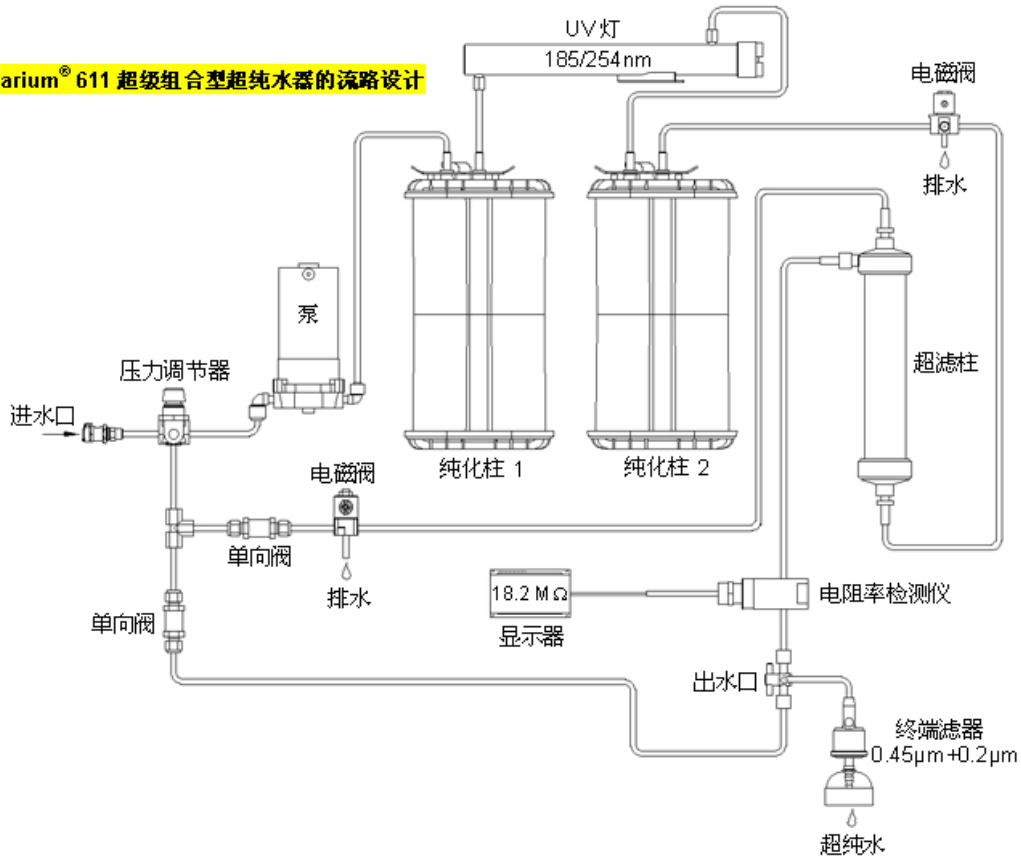 UV灯
185/254nm
arium® 611 超级组合型超纯水器的流路设计
电磁阀
排水
泵
压力调节器
超滤柱
进水口
纯化柱 1
纯化柱 2
电磁阀
单向阀
排水
18.2 M Ω
电阻率检测仪
单向阀
显示器
出水口
终端滤器
0.45μm+0.2μm
超纯水